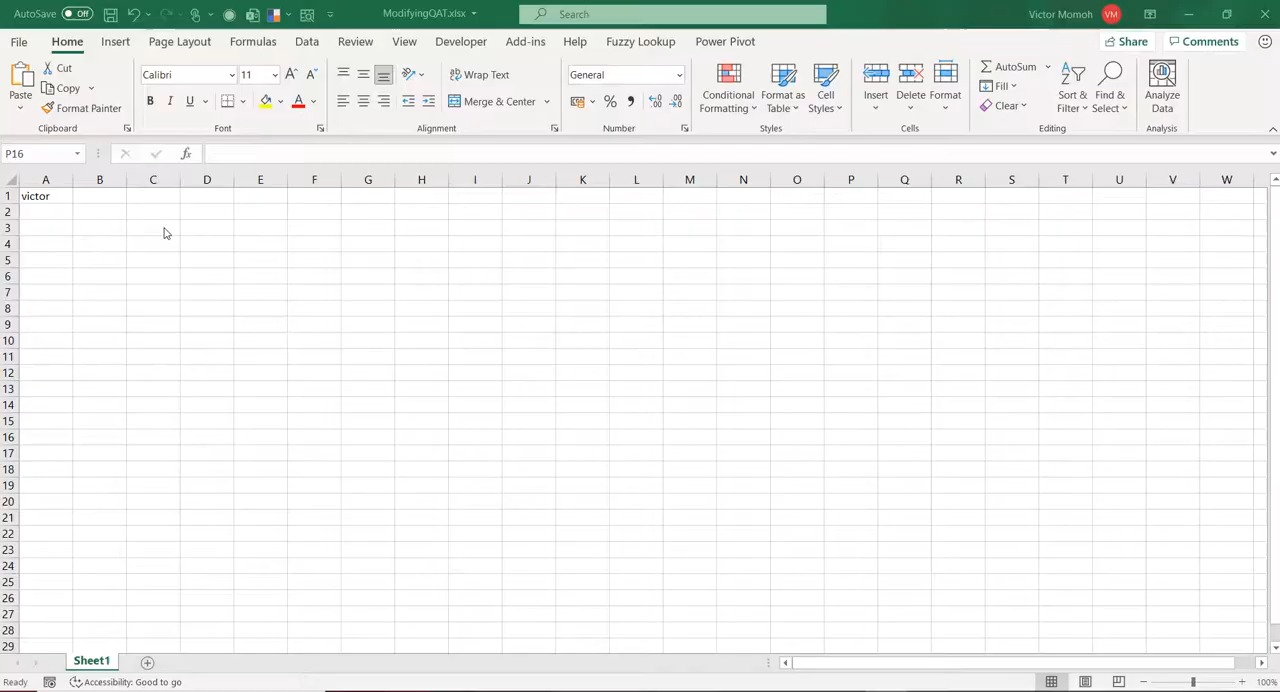 AutoSave Off ModifyingQAT.xlsx Search Victor Momoh VM
File Home Insert Page Layout Formulas Data Review View Developer Add-ins Help Fuzzy Lookup Power Pivot Share Comments
Paste
Cut
Copy
Format Painter
Clipboard
Calibri 11
B I U
Font
Wrap Text
Merge & Center
Alignment
General
%
Number
Conditional
Formatting
Format as
Table
Cell
Styles
Styles
Insert Delete Format
Cells
AutoSum
Fill
Clear
Sort &
Filter
Find &
Select
Editing
Analyze
Data
Analysis
P16 fx
A B C D E F G H I J K L M N O P Q R S T U V W
1 victor
2
3
4
5
6
7
8
9
10
11
12
13
14
15
16
17
18
19
20
21
22
23
24
25
26
27
28
29
Sheet1
Ready Accessibility: Good to go 100%